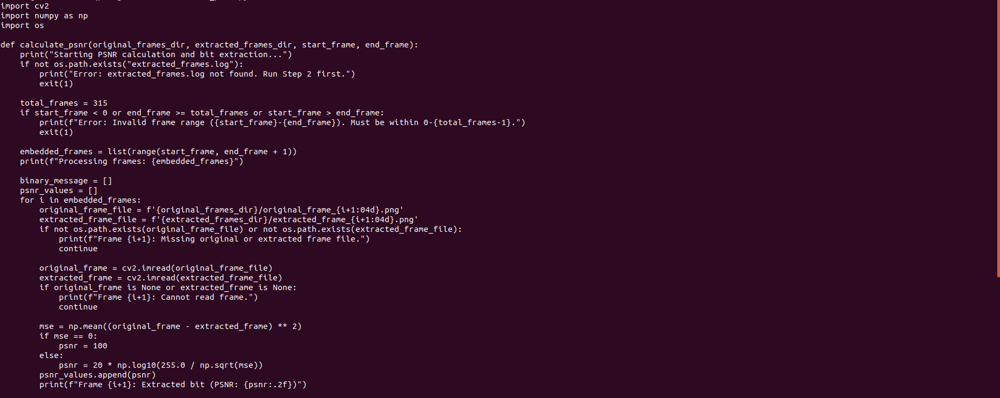 import cv2
import numpy as np
import os
def calculate_psnr(original_frames_dir, extracted_frames_dir, start_frame, end_frame):
    print("Starting PSNR calculation and bit extraction...")
    if not os.path.exists("extracted_frames.log"):
        print("Error: extracted_frames.log not found. Run Step 2 first.")
        exit(1)
    total_frames = 315
    if start_frame < 0 or end_frame >= total_frames or start_frame > end_frame:
        print(f"Error: Invalid frame range ({start_frame}-{end_frame}). Must be within 0-{total_frames-1}.")
        exit(1)
    embedded_frames = list(range(start_frame, end_frame + 1))
    print(f"Processing frames: {embedded_frames}")
    binary_message = []
    psnr_values = []
    for i in embedded_frames:
        original_frame_file = f'{original_frames_dir}/original_frame_{i+1:04d}.png'
        extracted_frame_file = f'{extracted_frames_dir}/extracted_frame_{i+1:04d}.png'
        if not os.path.exists(original_frame_file) or not os.path.exists(extracted_frame_file):
            print(f"Frame {i+1}: Missing original or extracted frame file.")
            continue
        original_frame = cv2.imread(original_frame_file)
        extracted_frame = cv2.imread(extracted_frame_file)
        if original_frame is None or extracted_frame is None:
            print(f"Frame {i+1}: Cannot read frame.")
            continue
        mse = np.mean((original_frame - extracted_frame) ** 2)
        if mse == 0:
            psnr = 100
        else:
            psnr = 20 * np.log10(255.0 / np.sqrt(mse))
        psnr_values.append(psnr)
        print(f"Frame {i+1}: Extracted bit (PSNR: {psnr:.2f})")